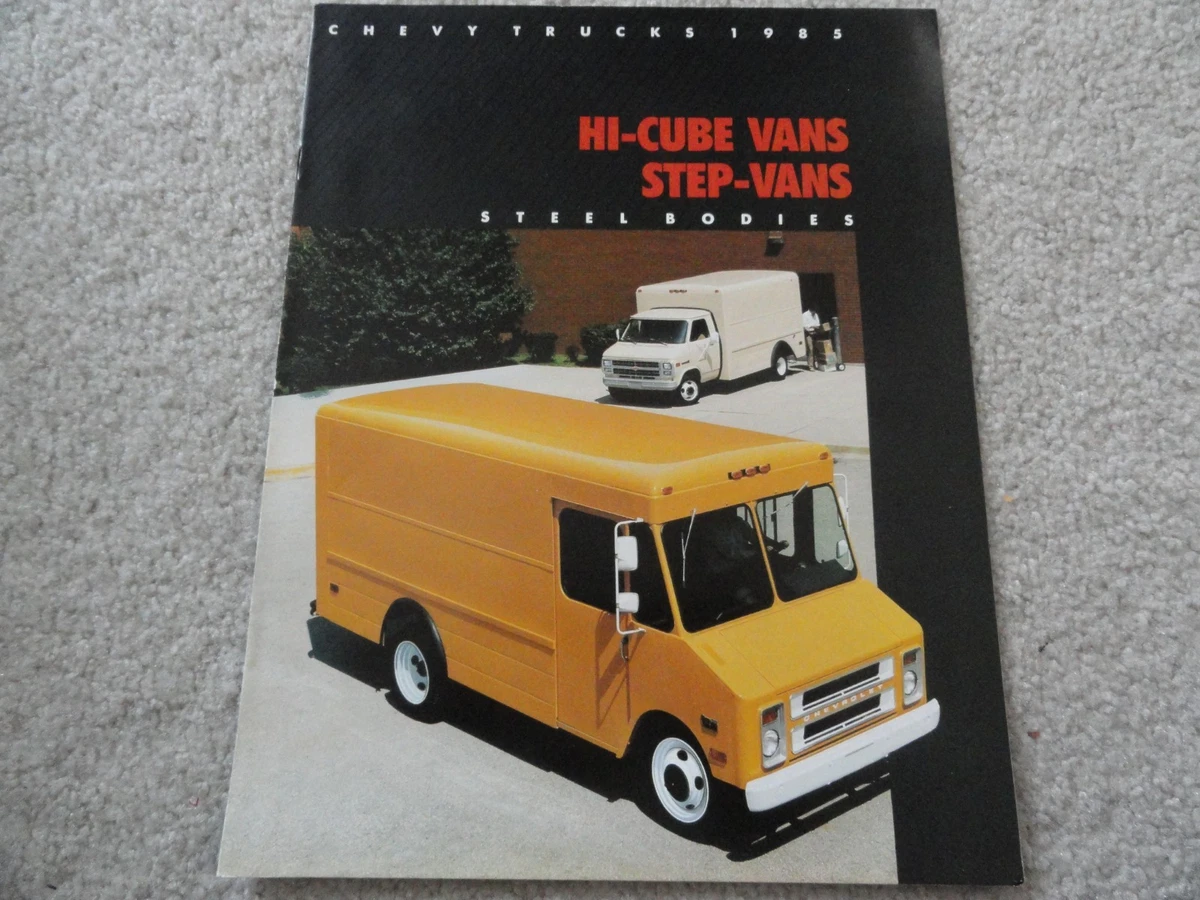 CHEVY TRUCKS 1985
HI-CUBE VANS
STEP-VANS
STEEL BODIES
CHEVROLET